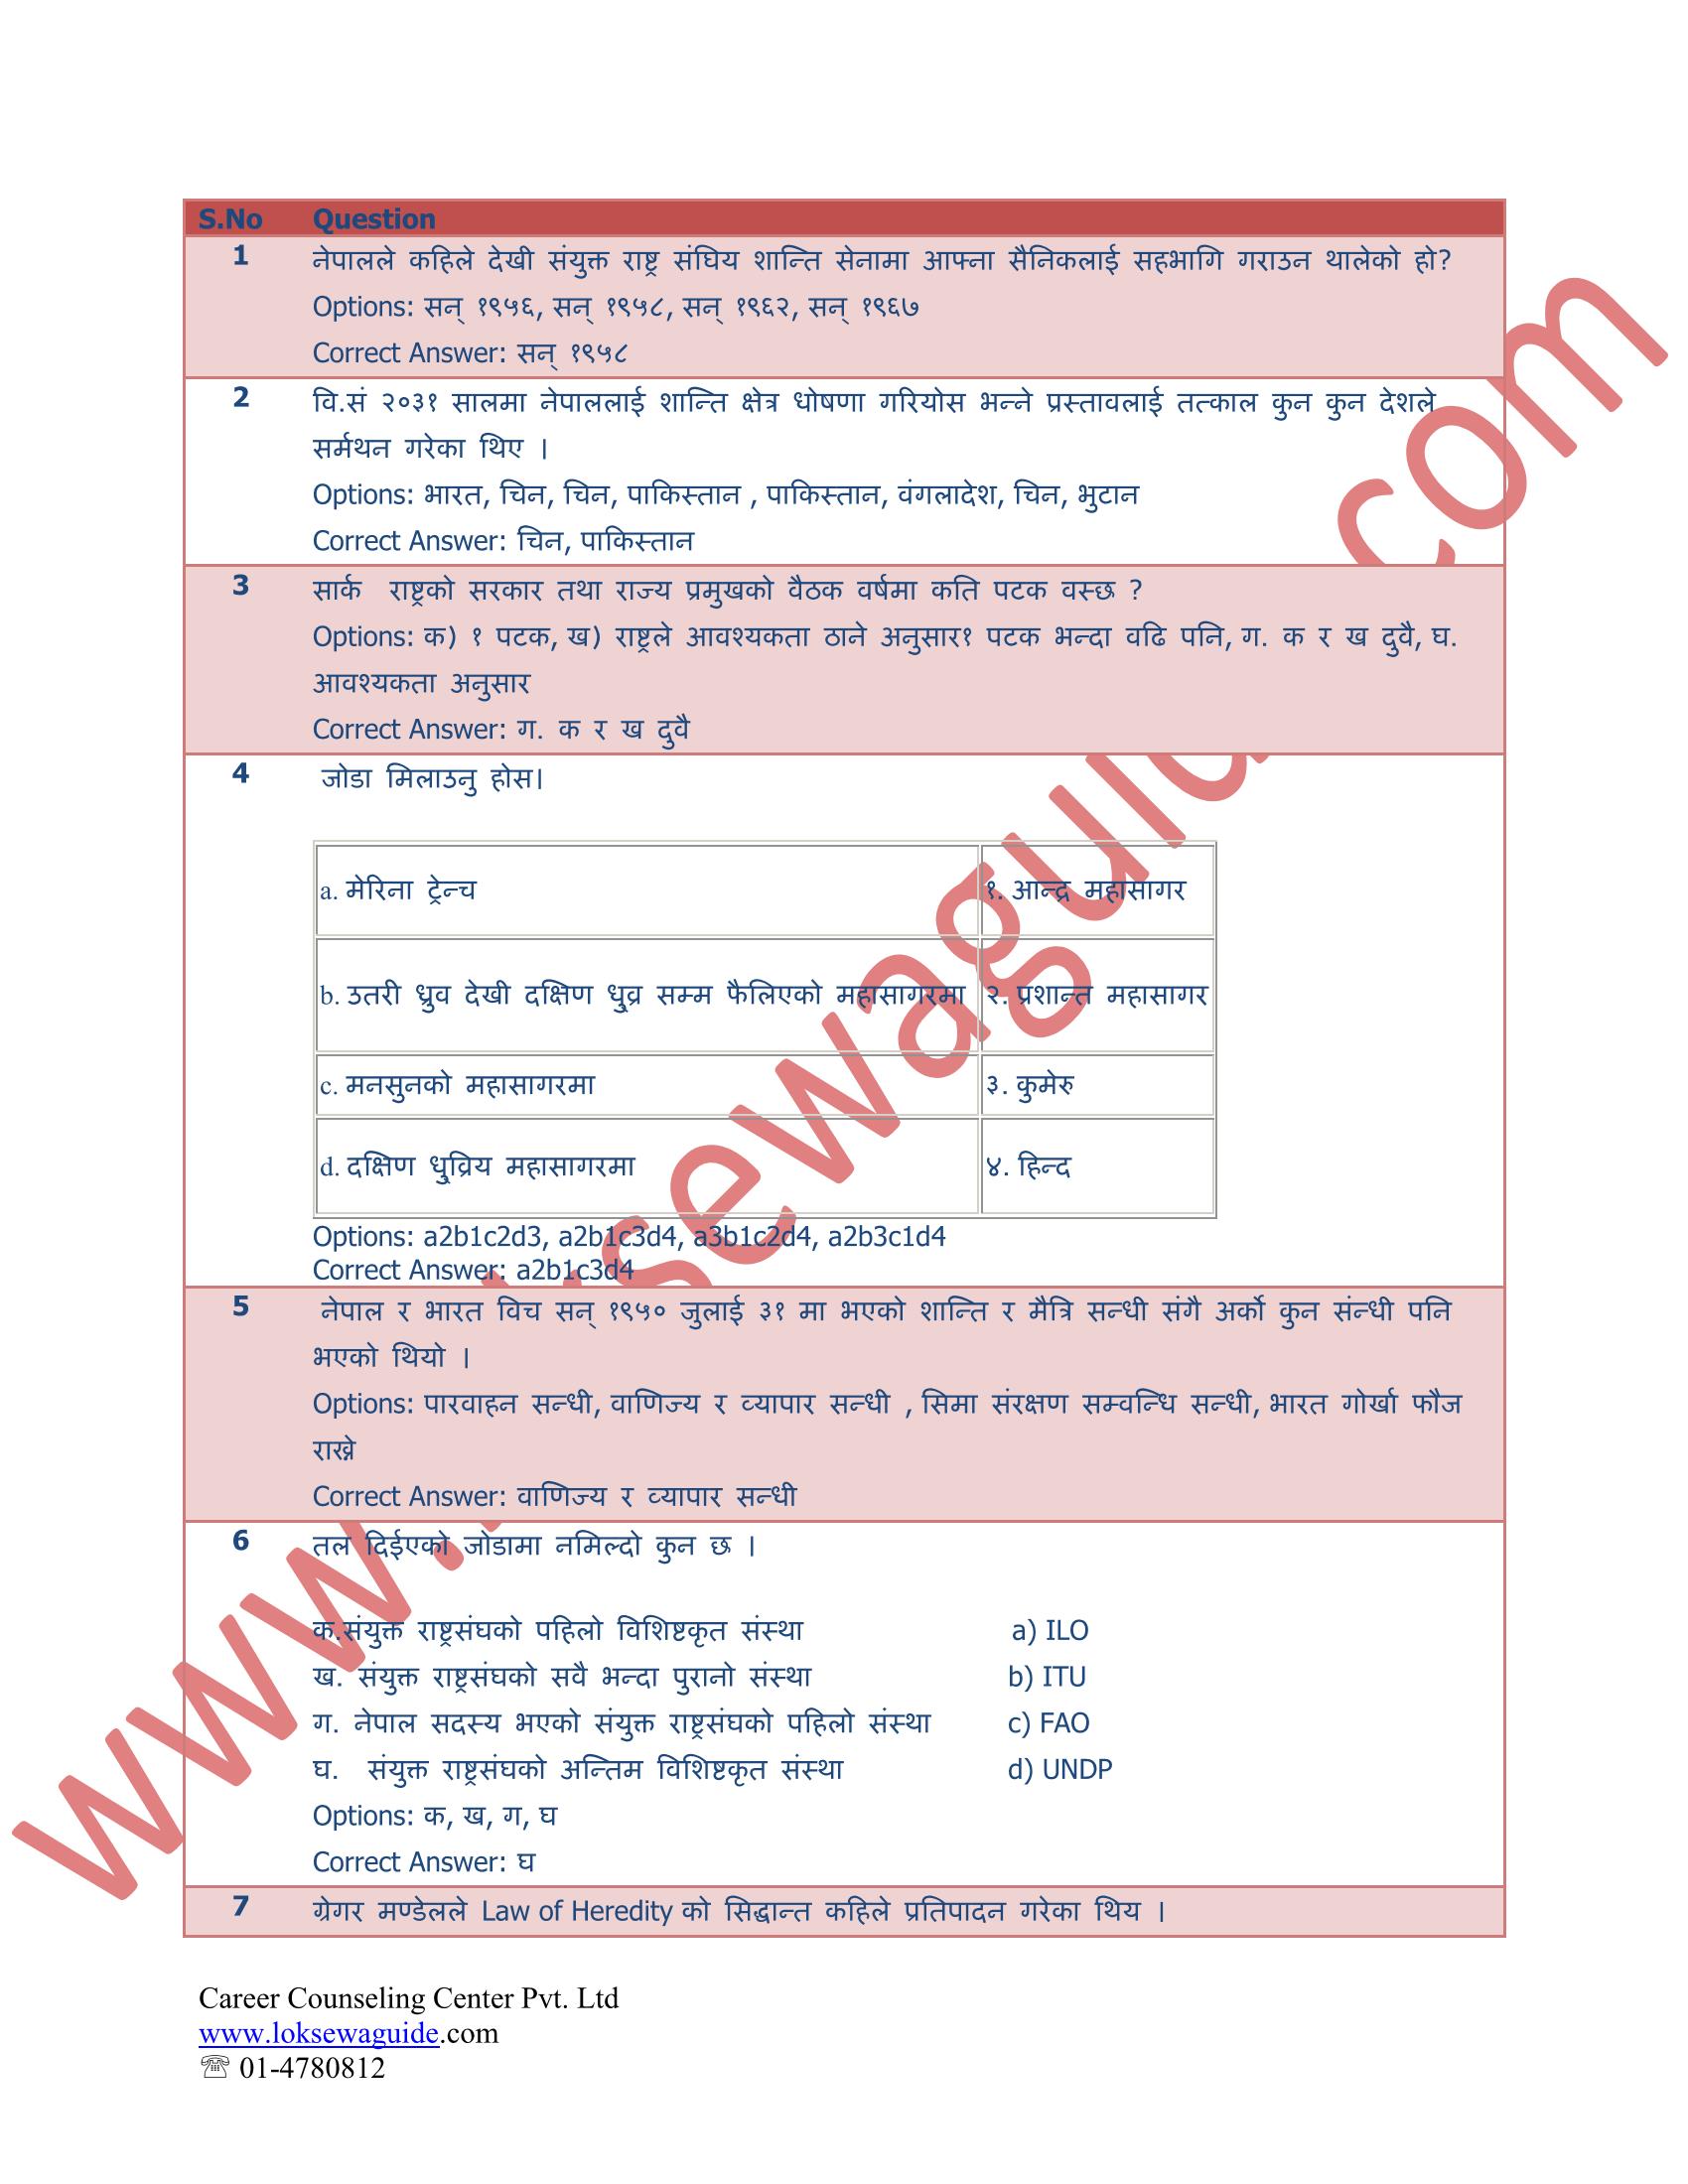 S.No Question
1 नेपालले कहिले देखी संयुक्त राष्ट्र संघिय शान्ति सेनामा आफ्ना सैनिकलाई सहभागि गराउन थालेको हो?
Options: सन् १९५६, सन् १९५८, सन् १९६२, सन् १९६७
Correct Answer: सन् १९५८
2 वि.सं २०३१ सालमा नेपाललाई शान्ति क्षेत्र धोषणा गरियोस भन्ने प्रस्तावलाई तत्काल कुन कुन देशले
सर्मथन गरेका थिए ।
Options: भारत, चिन, चिन, पाकिस्तान , पाकिस्तान, वंगलादेश, चिन, भुटान
Correct Answer: चिन, पाकिस्तान
3 सार्क राष्ट्रको सरकार तथा राज्य प्रमुखको वैठक वर्षमा कति पटक वस्छ ?
Options: क) १ पटक, ख) राष्ट्रले आवश्यकता ठाने अनुसार१ पटक भन्दा वढि पनि, ग. क र ख दुवै, घ.
आवश्यकता अनुसार
Correct Answer: ग. क र ख दुवै
4 जोडा मिलाउनु होस।
a. मेरिना ट्रेन्च १. आन्द्र महासागर
b. उतरी ध्रुव देखी दक्षिण धु्व्र सम्म फैलिएको महासागरमा २. प्रशान्त महासागर
c. मनसुनको महासागरमा ३. कुमेरु
d. दक्षिण धु्व्रिय महासागरमा ४. हिन्द
Options: a2b1c2d3, a2b1c3d4, a3b1c2d4, a2b3c1d4
Correct Answer: a2b1c3d4
5 नेपाल र भारत विच सन् १९५० जुलाई ३१ मा भएको शान्ति र मैत्रि सन्धी संगै अर्को कुन संन्धी पनि
भएको थियो ।
Options: पारवाहन सन्धी, वाणिज्य र व्यापार सन्धी , सिमा संरक्षण सम्वन्धि सन्धी, भारत गोर्खा फौज
राख्ने
Correct Answer: वाणिज्य र व्यापार सन्धी
6 तल दिईएको जोडामा नमिल्दो कुन छ ।
क.संयुक्त राष्ट्रसंघको पहिलो विशिष्टकृत संस्था a) ILO
ख. संयुक्त राष्ट्रसंघको सवै भन्दा पुरानो संस्था b) ITU
ग. नेपाल सदस्य भएको संयुक्त राष्ट्रसंघको पहिलो संस्था c) FAO
घ. संयुक्त राष्ट्रसंघको अन्तिम विशिष्टकृत संस्था d) UNDP
Options: क, ख, ग, घ
Correct Answer: घ
7 ग्रेगर मण्डेलले Law of Heredity को सिद्धान्त कहिले प्रतिपादन गरेका थिय ।
Career Counseling Center Pvt. Ltd
www.loksewaguide.com
☏ 01-4780812